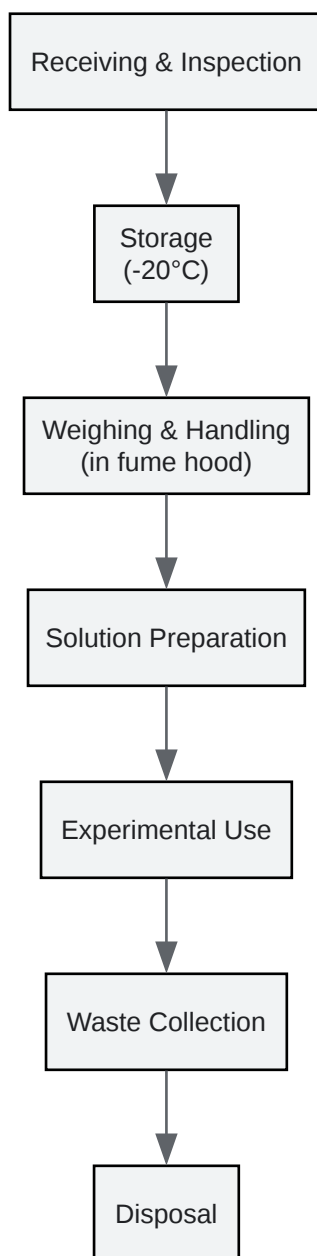 Receiving & Inspection
Storage
(-20°C)
Weighing & Handling
(in fume hood)
Solution Preparation
Experimental Use
Waste Collection
Disposal